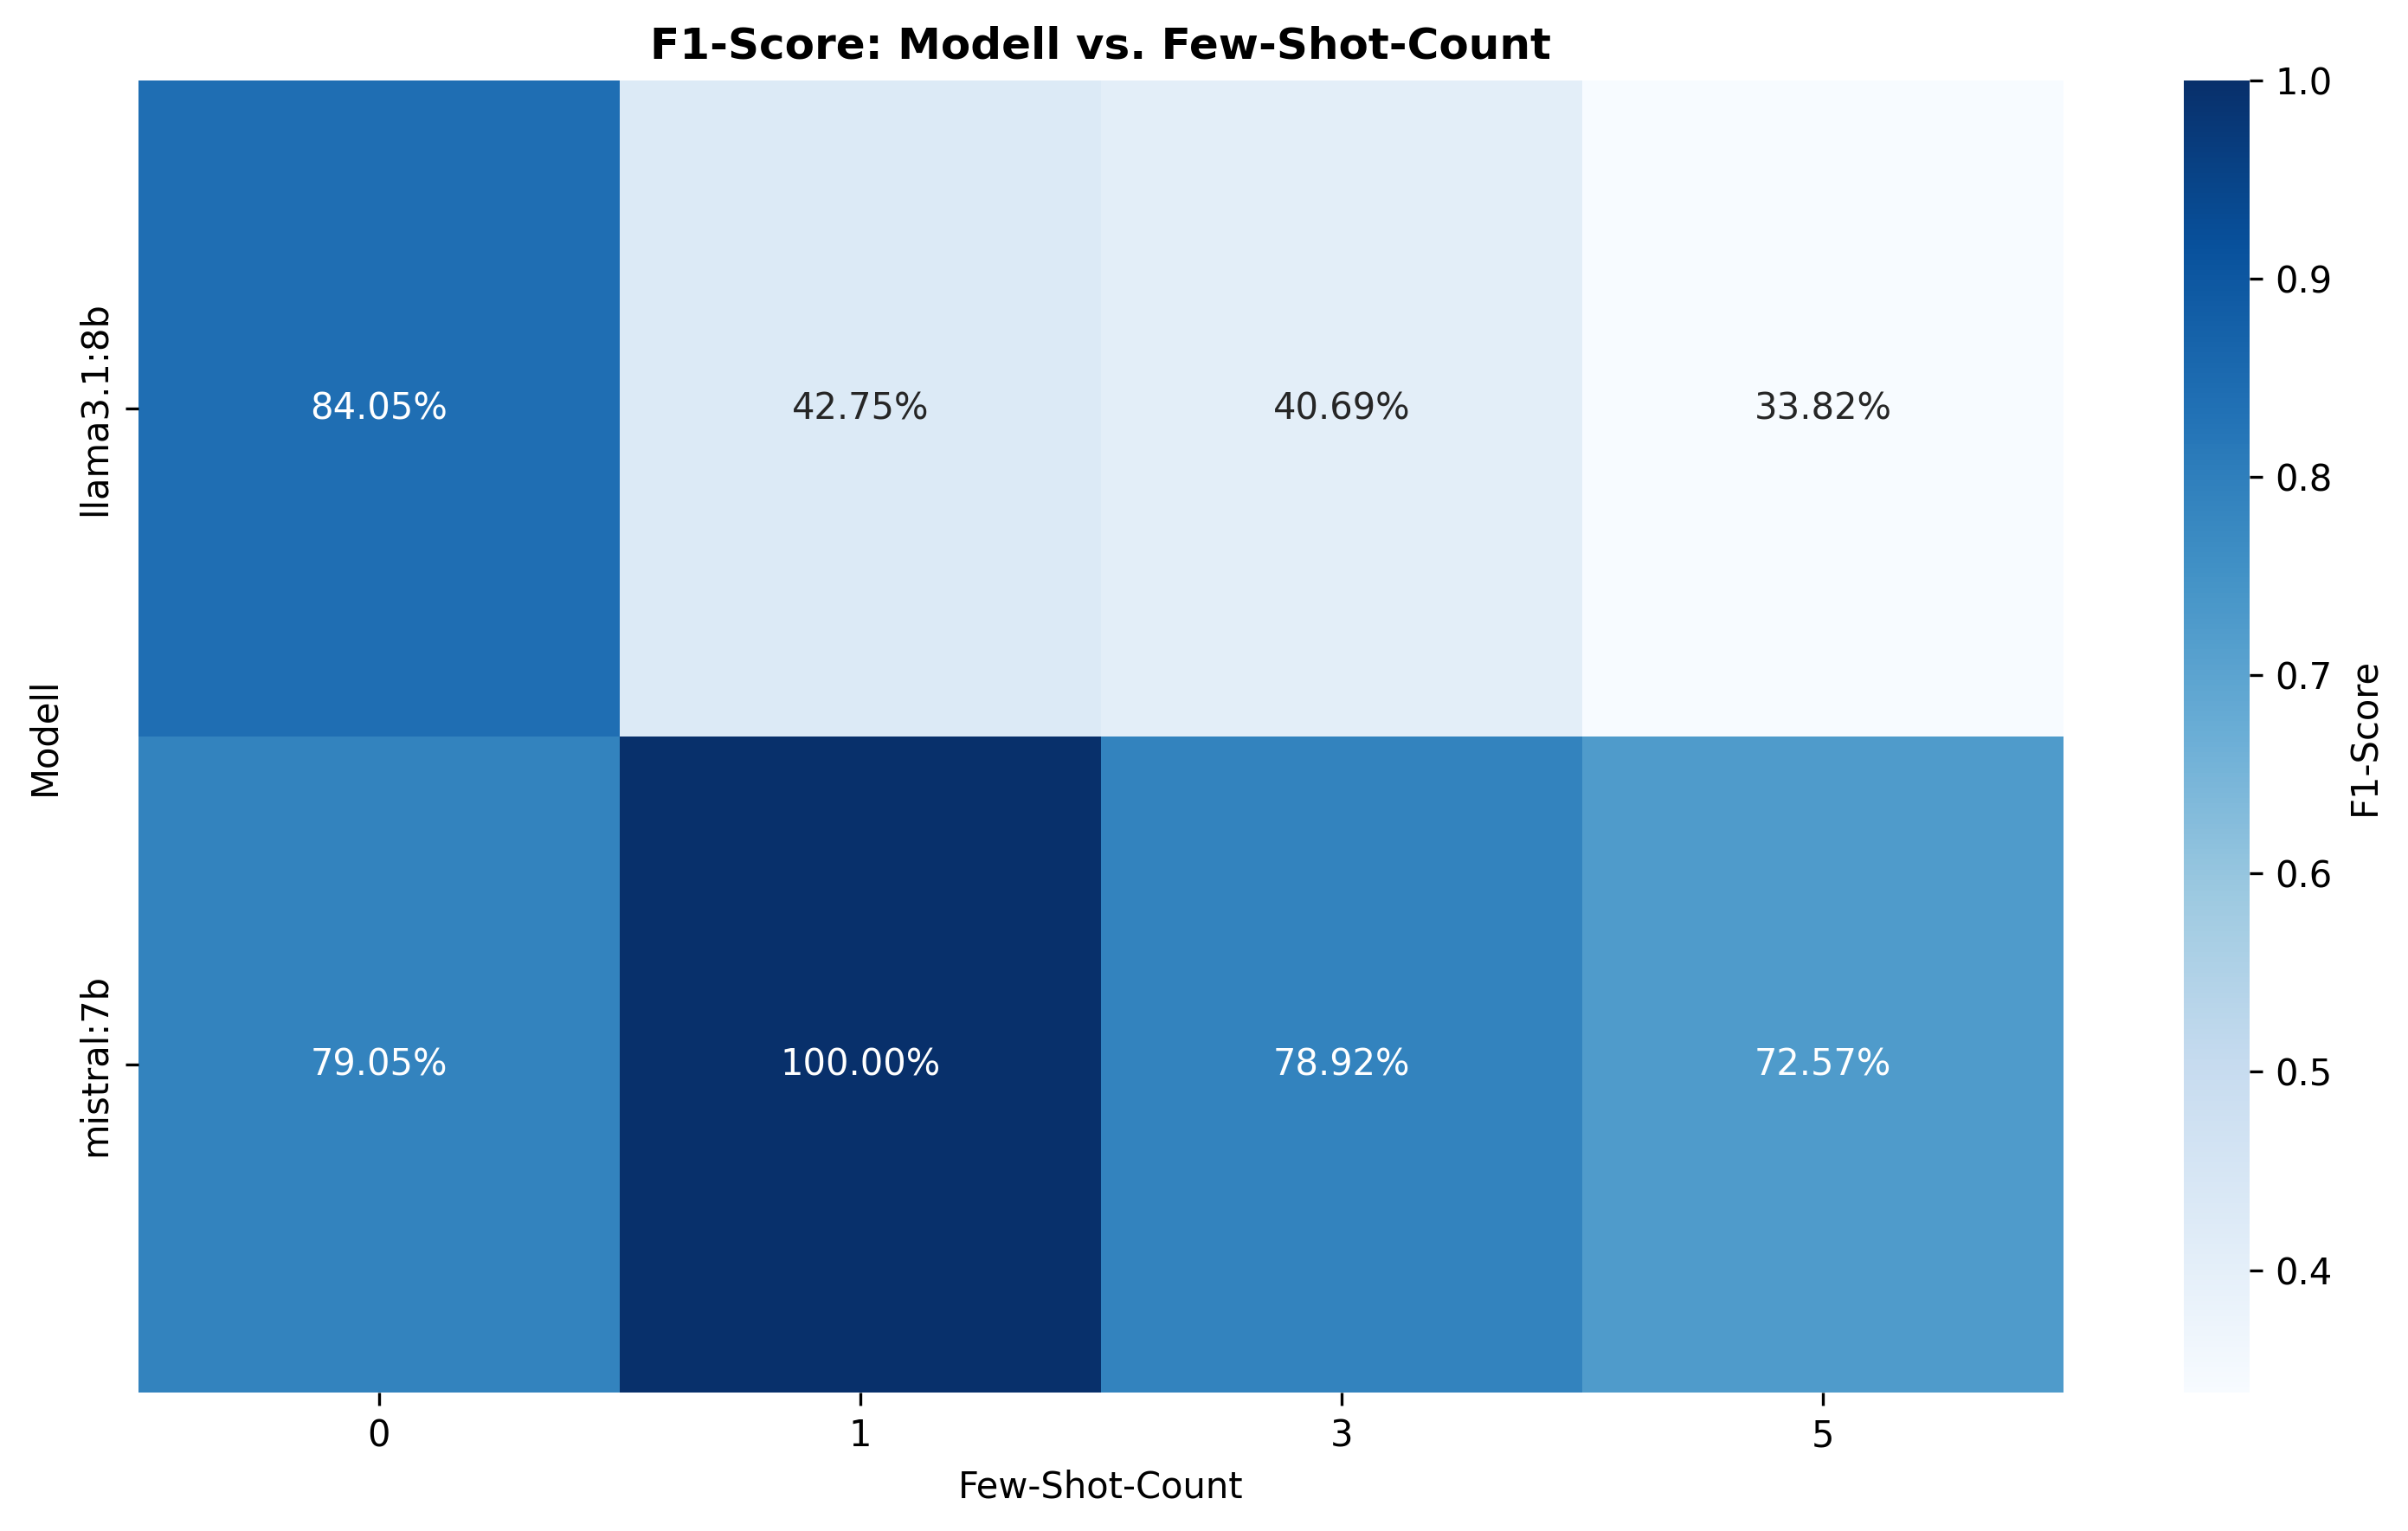 F1-Score: Modell vs. Few-Shot-Count
Modell
llama3.1:8b
84.05% 42.75% 40.69% 33.82%
mistral:7b
79.05% 100.00% 78.92% 72.57%
0 1 3 5
Few-Shot-Count
1.0
0.9
0.8
0.7
0.6
0.5
0.4
F1-Score